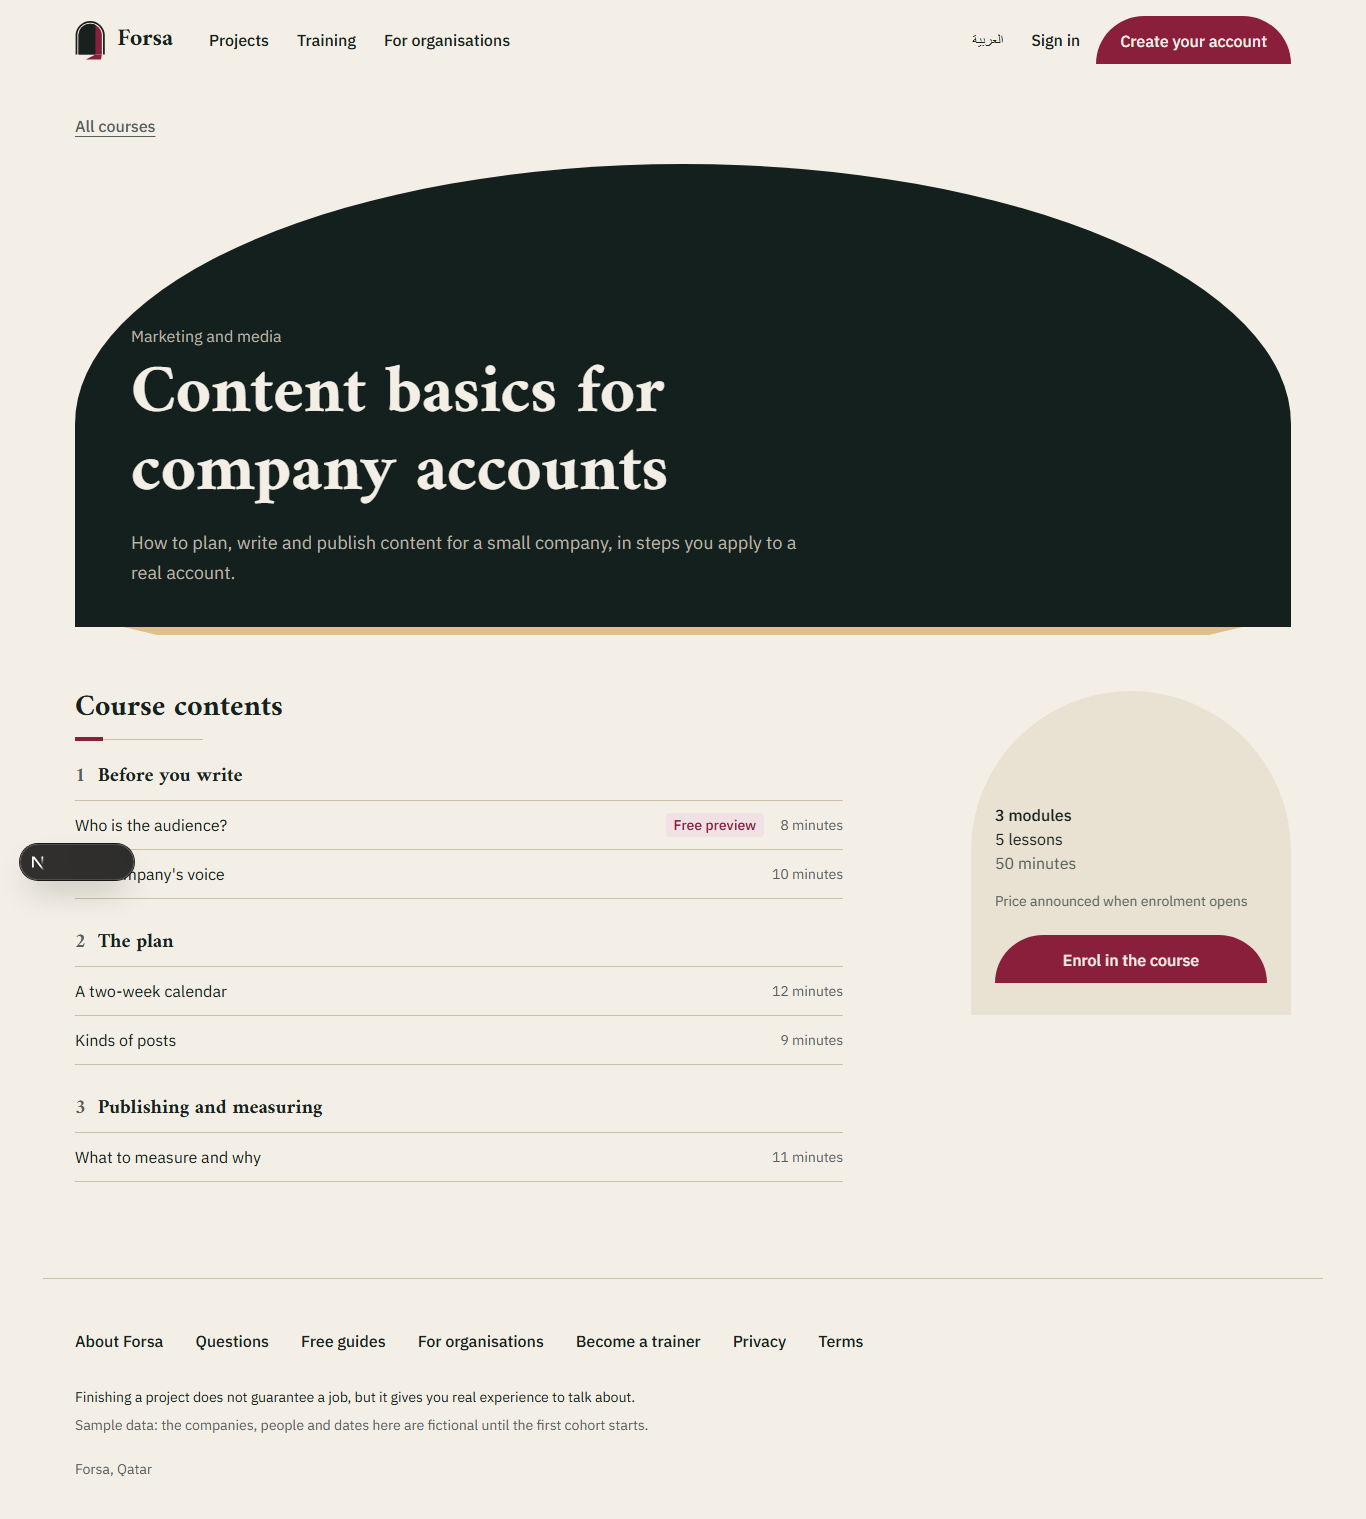 Forsa
Projects
Training
For organisations
العربية
Sign in
Create your account
All courses
Marketing and media
Content basics for
company accounts
How to plan, write and publish content for a small company, in steps you apply to a
real account.
Course contents
1 Before you write
Who is the audience?
Free preview
8 minutes
N
mpany's voice
10 minutes
2 The plan
A two-week calendar
12 minutes
Kinds of posts
9 minutes
3 Publishing and measuring
What to measure and why
11 minutes
3 modules
5 lessons
50 minutes
Price announced when enrolment opens
Enrol in the course
About Forsa
Questions
Free guides
For organisations
Become a trainer
Privacy
Terms
Finishing a project does not guarantee a job, but it gives you real experience to talk about.
Sample data: the companies, people and dates here are fictional until the first cohort starts.
Forsa, Qatar